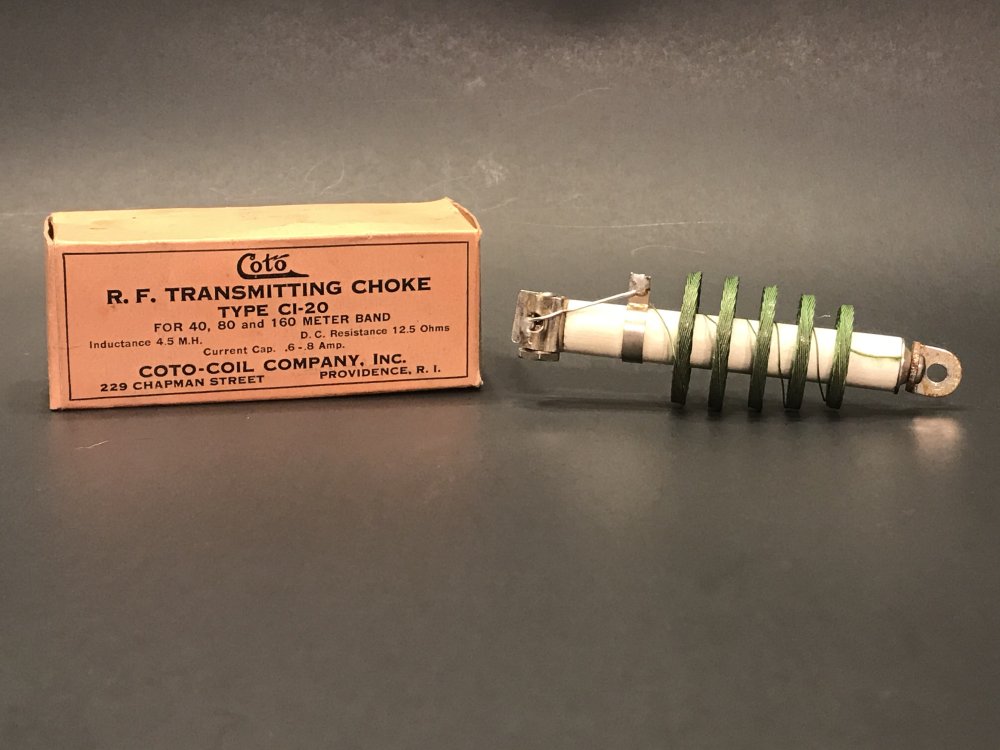 Coto
R. F. TRANSMITTING CHOKE
TYPE CI-20
FOR 40, 80 and 160 METER BAND
Inductance 4.5 M.H. D. C. Resistance 12.5 Ohms
Current Cap. .6-.8 Amp.
COTO-COIL COMPANY, INC.
229 CHAPMAN STREET PROVIDENCE, R. I.